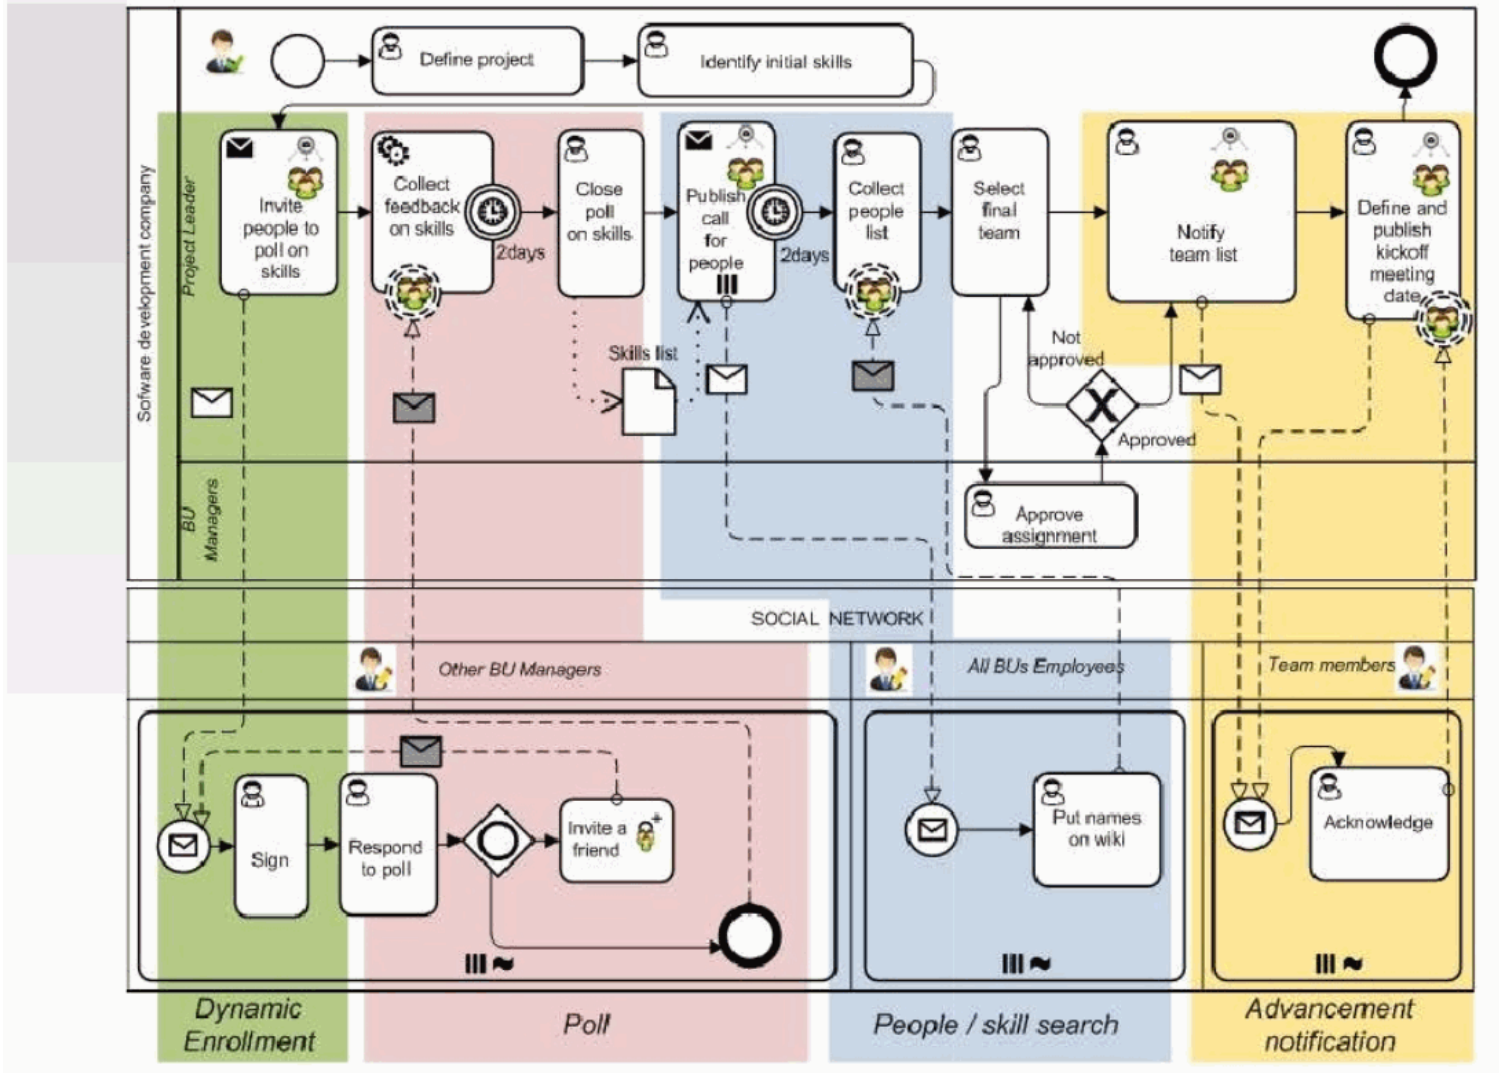 Define project
Identify initial skills
Sofware development company
Project Leader
Invite
people to
poll on
skills
Collect
feedback
on skills
2days
Close
poll
on skills
Publish
call
for
people
2days
Collect
people
list
Select
final
team
Notify
team list
Define and
publish
kickoff
meeting
date
Skills list
Not
approved
Approved
BU
Managers
Approve
assignment
SOCIAL NETWORK
Other BU Managers
All BUs Employees
Team members
Sign
Respond
to poll
Invite a
friend
Put names
on wiki
Acknowledge
Dynamic
Enrollment
Poll
People / skill search
Advancement
notification